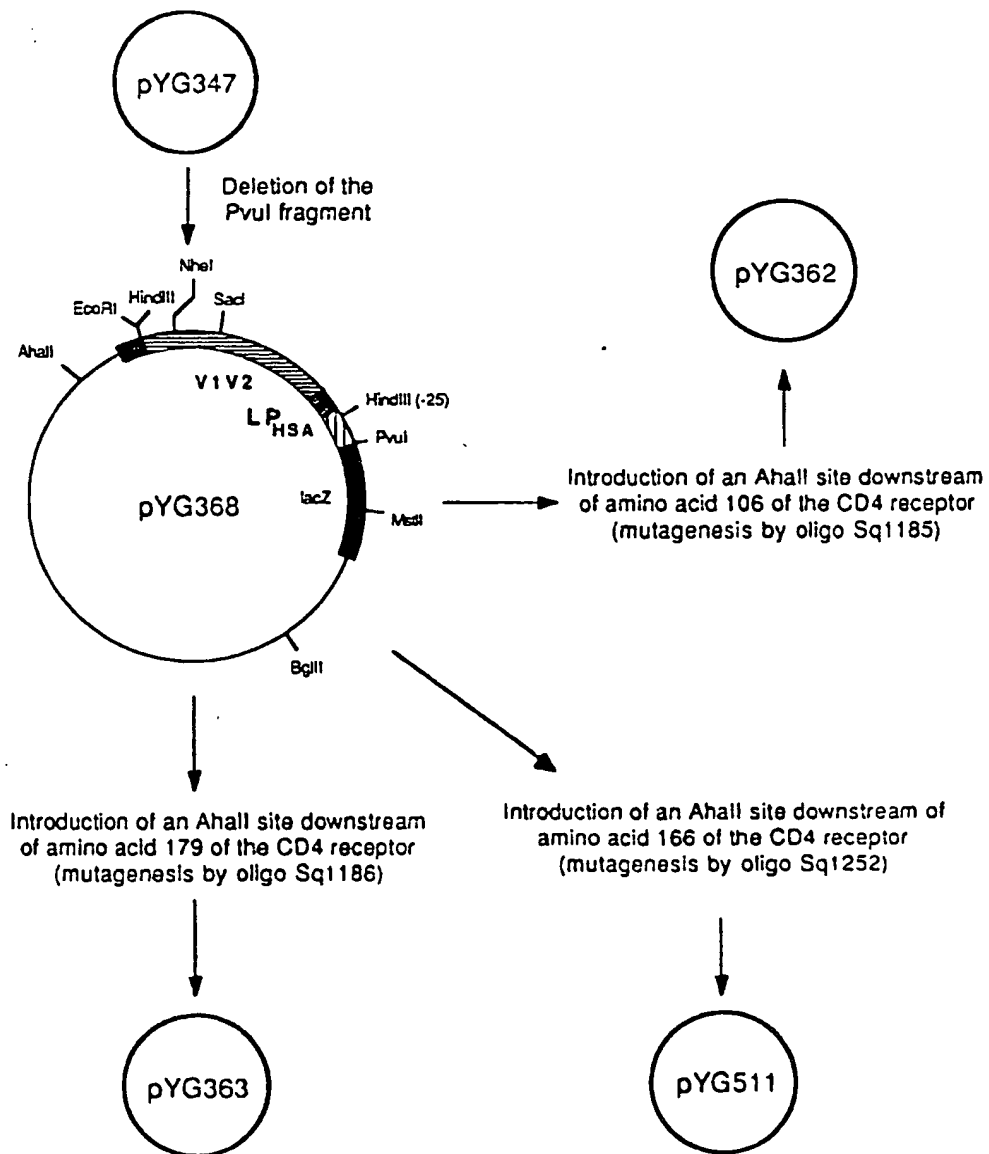 pYG347
Deletion of the
PvuI fragment
NheI
HindIII
SacI
EcoRI
AhaII
V1V2
HindIII (-25)
LP HSA
PvuI
pYG368
lacZ
MstII
BglII
pYG362
Introduction of an AhaII site downstream
of amino acid 106 of the CD4 receptor
(mutagenesis by oligo Sq1185)
Introduction of an AhaII site downstream
of amino acid 179 of the CD4 receptor
(mutagenesis by oligo Sq1186)
Introduction of an AhaII site downstream of
amino acid 166 of the CD4 receptor
(mutagenesis by oligo Sq1252)
pYG363
pYG511